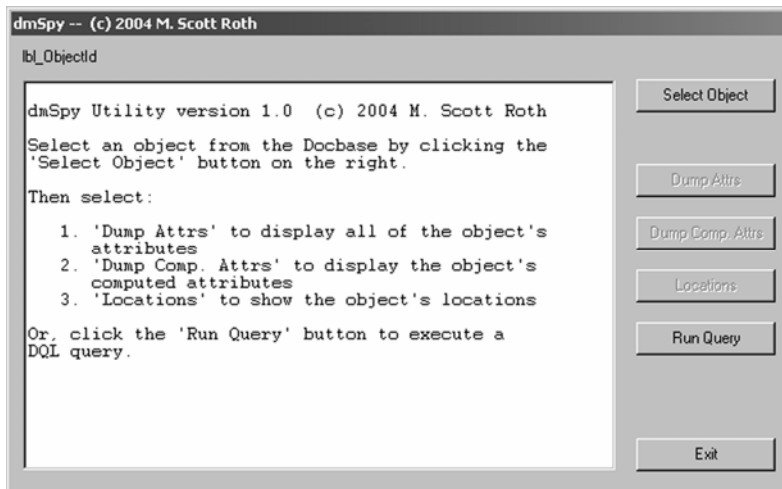 dmSpy -- (c) 2004 M. Scott Roth
lbl_ObjectId
dmSpy Utility version 1.0 (c) 2004 M. Scott Roth
Select an object from the Docbase by clicking the
'Select Object' button on the right.
Then select:
1. 'Dump Attrs' to display all of the object's
attributes
2. 'Dump Comp. Attrs' to display the object's
computed attributes
3. 'Locations' to show the object's locations
Or, click the 'Run Query' button to execute a
DQL query.
Select Object
Dump Attrs
Dump Comp. Attrs
Locations
Run Query
Exit